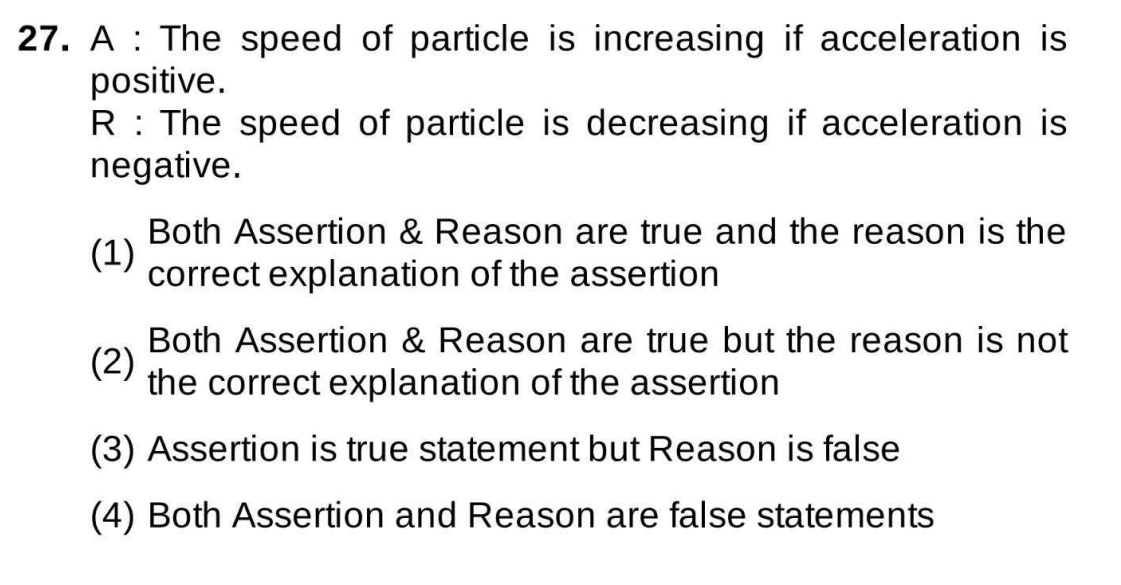 27. A : The speed of particle is increasing if acceleration is
positive.
R : The speed of particle is decreasing if acceleration is
negative.
(1) Both Assertion & Reason are true and the reason is the
correct explanation of the assertion
(2) Both Assertion & Reason are true but the reason is not
the correct explanation of the assertion
(3) Assertion is true statement but Reason is false
(4) Both Assertion and Reason are false statements